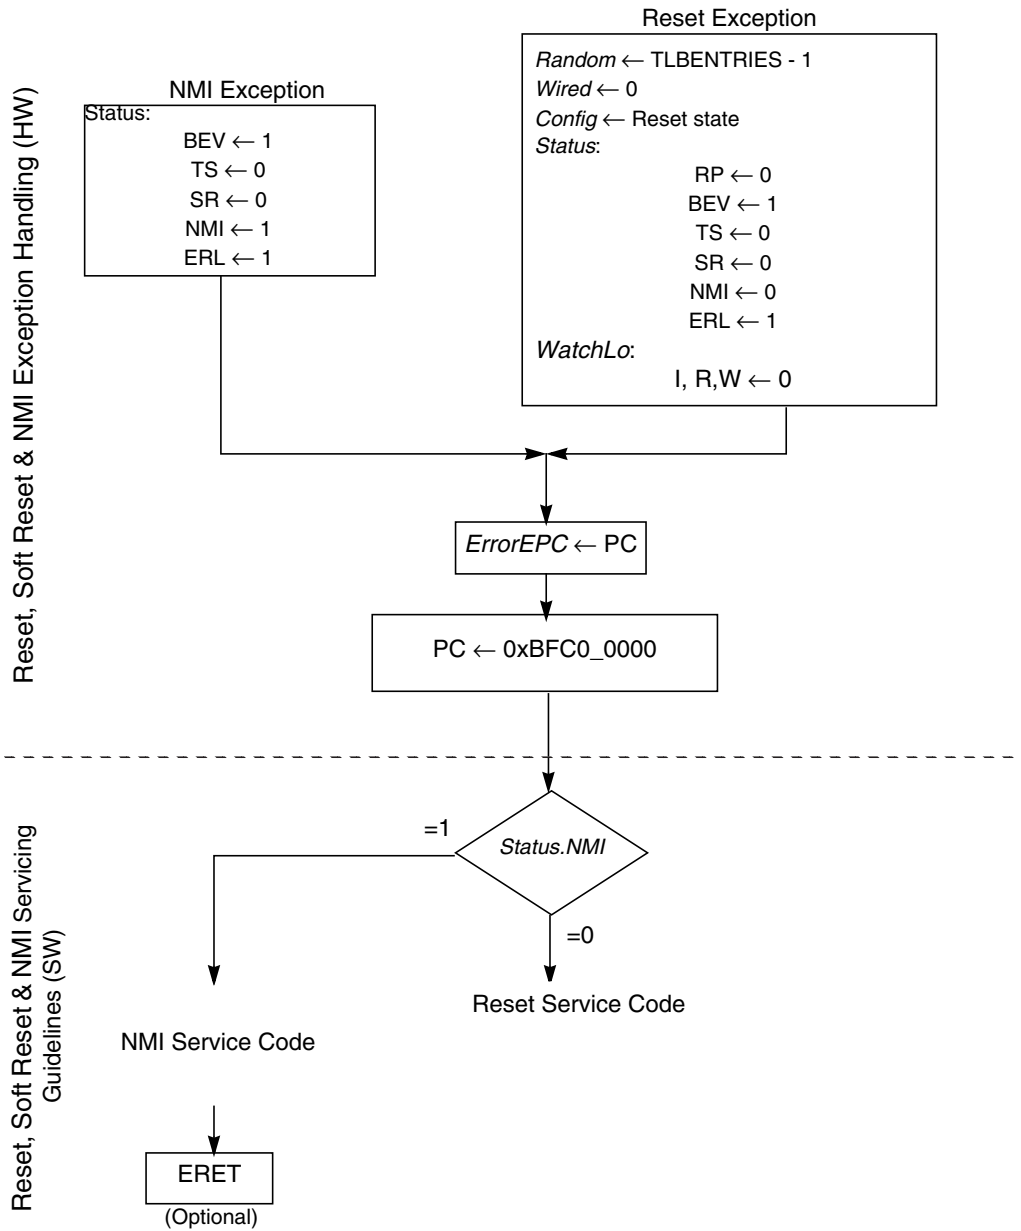 Reset Exception
Random ← TLBENTRIES - 1
Wired ← 0
Config ← Reset state
Status:
RP ← 0
BEV ← 1
TS ← 0
SR ← 0
NMI ← 0
ERL ← 1
WatchLo:
I, R,W ← 0
NMI Exception
Status:
BEV ← 1
TS ← 0
SR ← 0
NMI ← 1
ERL ← 1
Reset, Soft Reset & NMI Exception Handling (HW)
ErrorEPC ← PC
PC ← 0xBFC0_0000
Reset, Soft Reset & NMI Servicing
Guidelines (SW)
Status.NMI
=1
=0
Reset Service Code
NMI Service Code
ERET
(Optional)